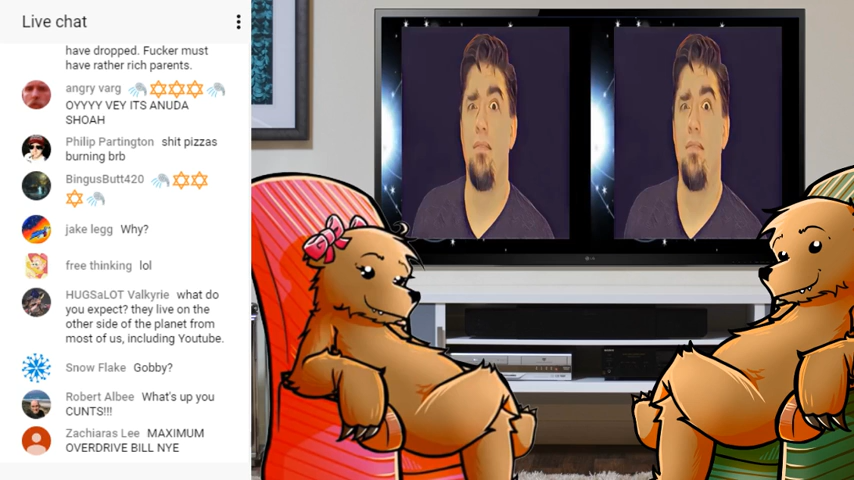 Live chat
have dropped. Fucker must
have rather rich parents.
angry varg 🚿✡✡✡🚿
OYYYY VEY ITS ANUDA
SHOAH
Philip Partington shit pizzas
burning brb
BingusButt420 🚿✡✡
✡🚿
jake legg Why?
free thinking lol
HUGSaLOT Valkyrie what do
you expect? they live on the
other side of the planet from
most of us, including Youtube.
Snow Flake Gobby?
Robert Albee What's up you
CUNTS!!!
Zachiaras Lee MAXIMUM
OVERDRIVE BILL NYE
LG